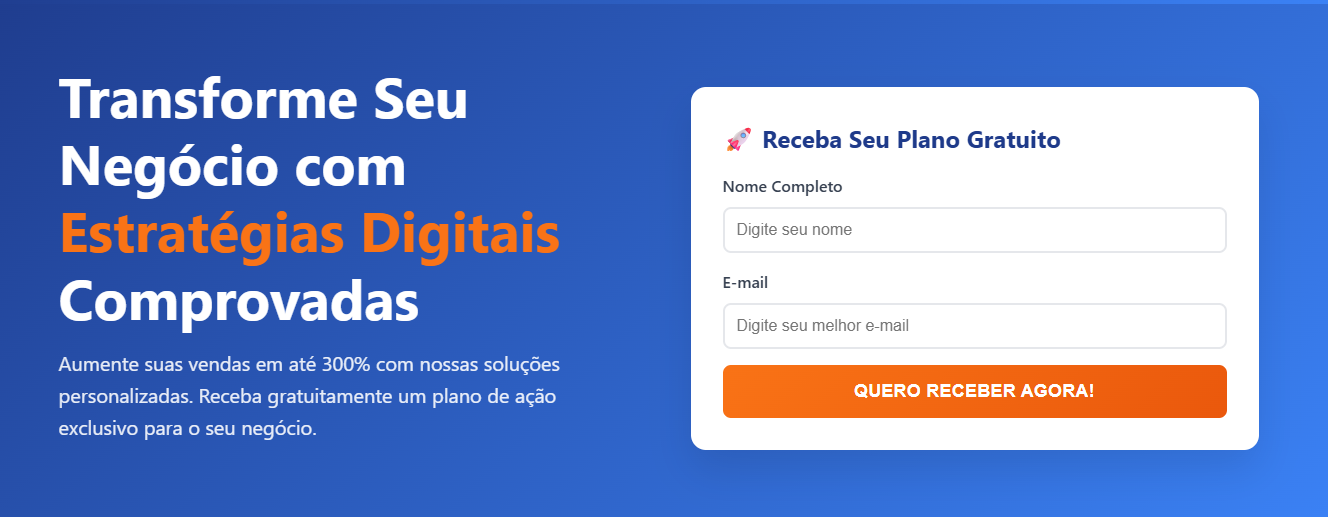 Transforme Seu
Negócio com
Estratégias Digitais
Comprovadas
Aumente suas vendas em até 300% com nossas soluções
personalizadas. Receba gratuitamente um plano de ação
exclusivo para o seu negócio.
🚀 Receba Seu Plano Gratuito
Nome Completo
Digite seu nome
E-mail
Digite seu melhor e-mail
QUERO RECEBER AGORA!